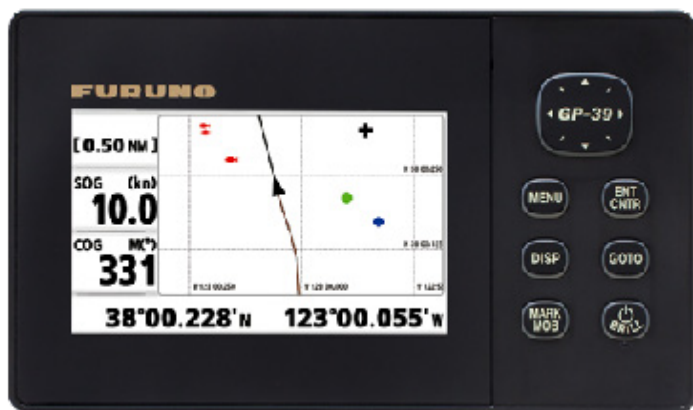 FURUNO
[0.50 NM]
SOG (kn)
10.0
COG M(°)
331
38°00.228'N 123°00.055'W
GP-39
MENU
ENT
CNTR
DISP
GOTO
MARK
MOB